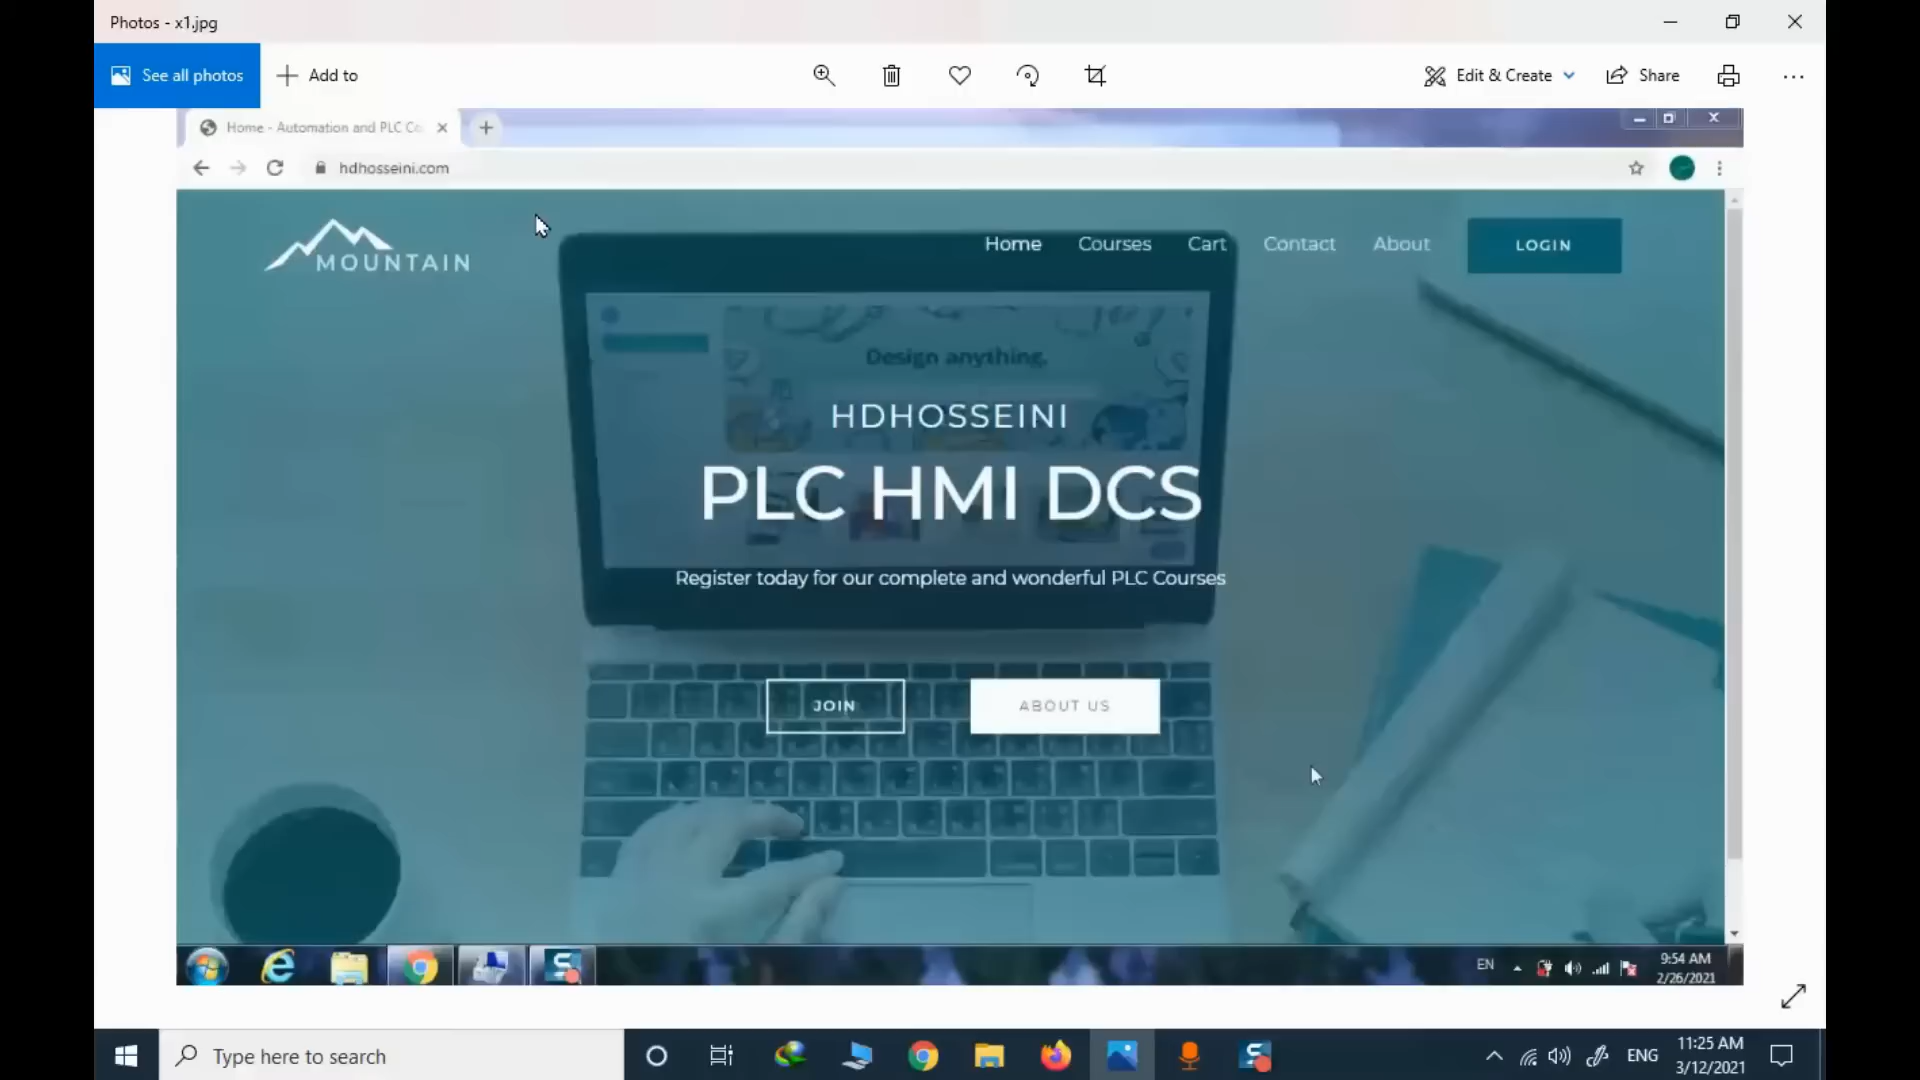 Photos - x1.jpg
See all photos
Add to
Edit & Create
Share
Home - Automation and PLC Co
hdhosseini.com
MOUNTAIN
Home
Courses
Cart
Contact
About
LOGIN
Design anything.
HDHOSSEINI
PLC HMI DCS
Register today for our complete and wonderful PLC Courses
JOIN
ABOUT US
EN
9:54 AM
2/26/2021
Type here to search
ENG
11:25 AM
3/12/2021